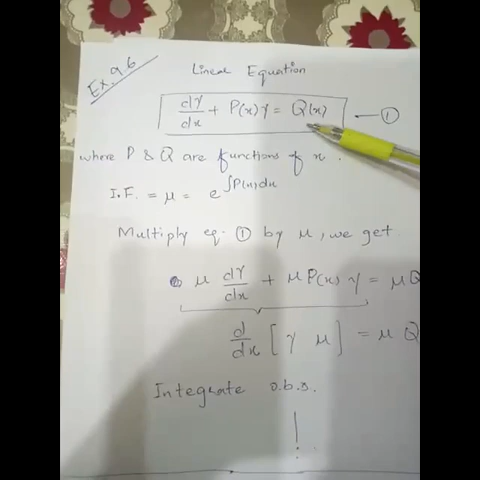 Ex. 9.6
Linear Equation
dy/dx + P(x) y = Q(x) — ①
where P & Q are functions of x.
I.F. = μ = e^∫P(x)dx
Multiply eq. ① by μ, we get.
μ dy/dx + μ P(x) y = μ Q
d/dx [ y μ ] = μ Q
Integrate o.b.s.